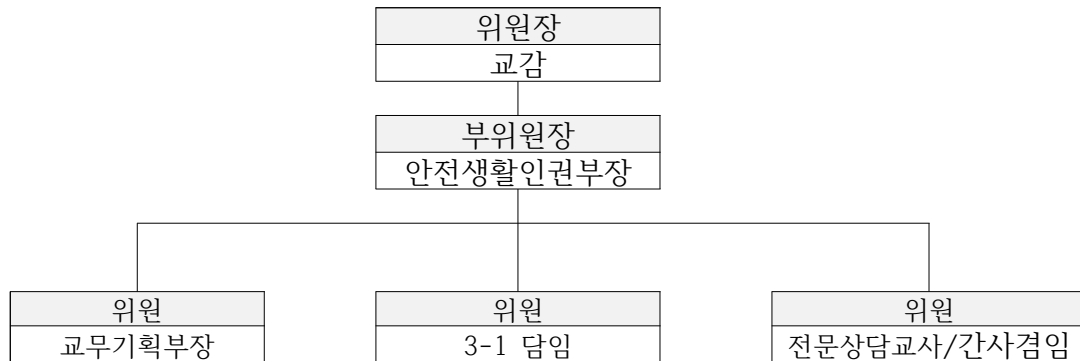 위원장
교감
부위원장
안전생활인권부장
위원
교무기획부장
위원
3-1 담임
위원
전문상담교사/간사겸임